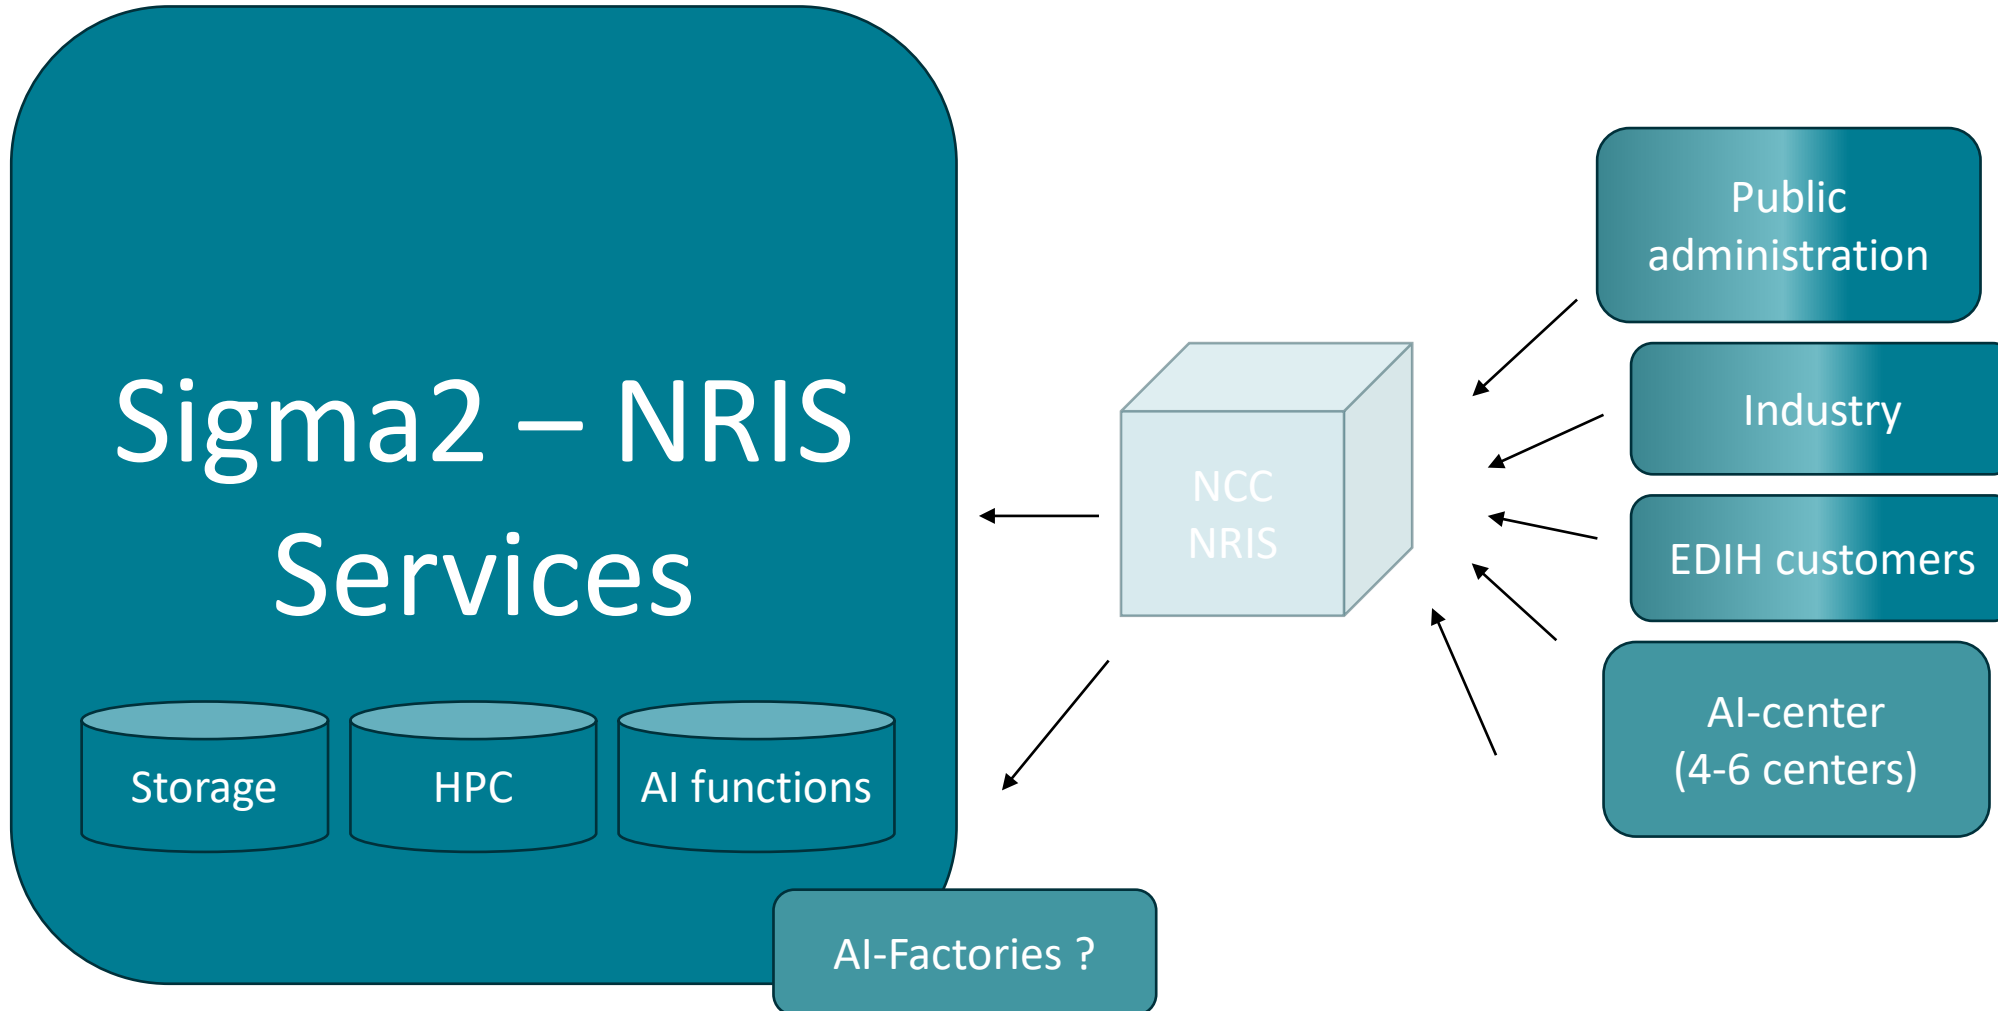 Sigma2 – NRIS
Services
Storage
HPC
AI functions
AI-Factories ?
NCC
NRIS
Public
administration
Industry
EDIH customers
AI-center
(4-6 centers)